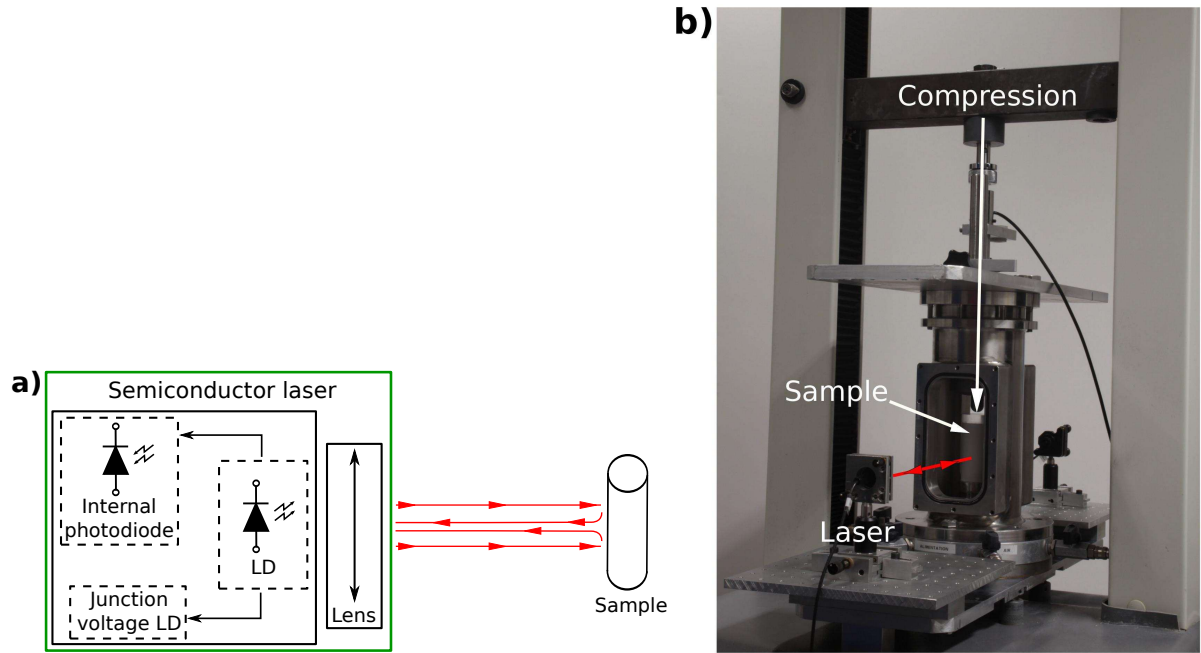 a)
Semiconductor laser
Internal
photodiode
LD
Junction
voltage LD
Lens
Sample
b)
Compression
Sample
Laser